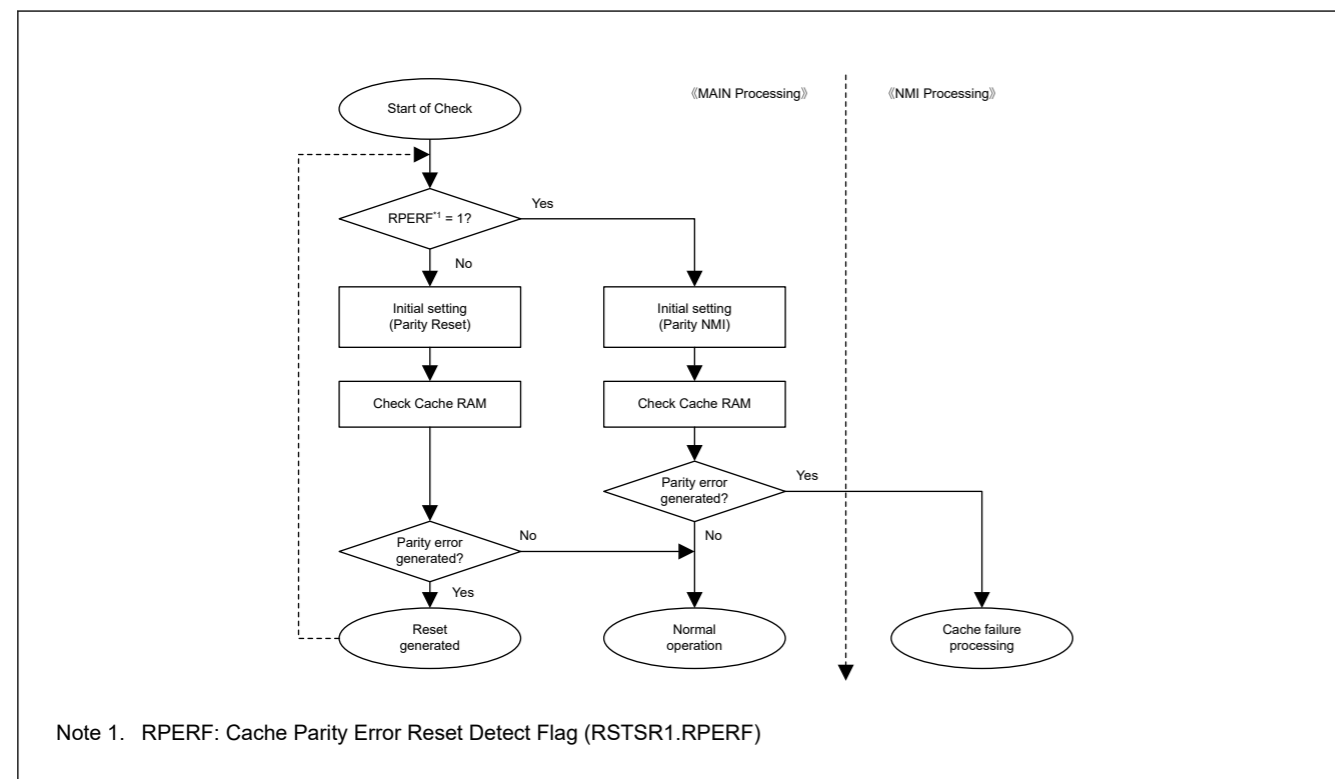 《MAIN Processing》
《NMI Processing》
Start of Check
RPERF*1 = 1?
Yes
No
Initial setting
(Parity Reset)
Initial setting
(Parity NMI)
Check Cache RAM
Check Cache RAM
Parity error
generated?
Yes
No
Parity error
generated?
No
Yes
Reset
generated
Normal
operation
Cache failure
processing
Note 1. RPERF: Cache Parity Error Reset Detect Flag (RSTSR1.RPERF)